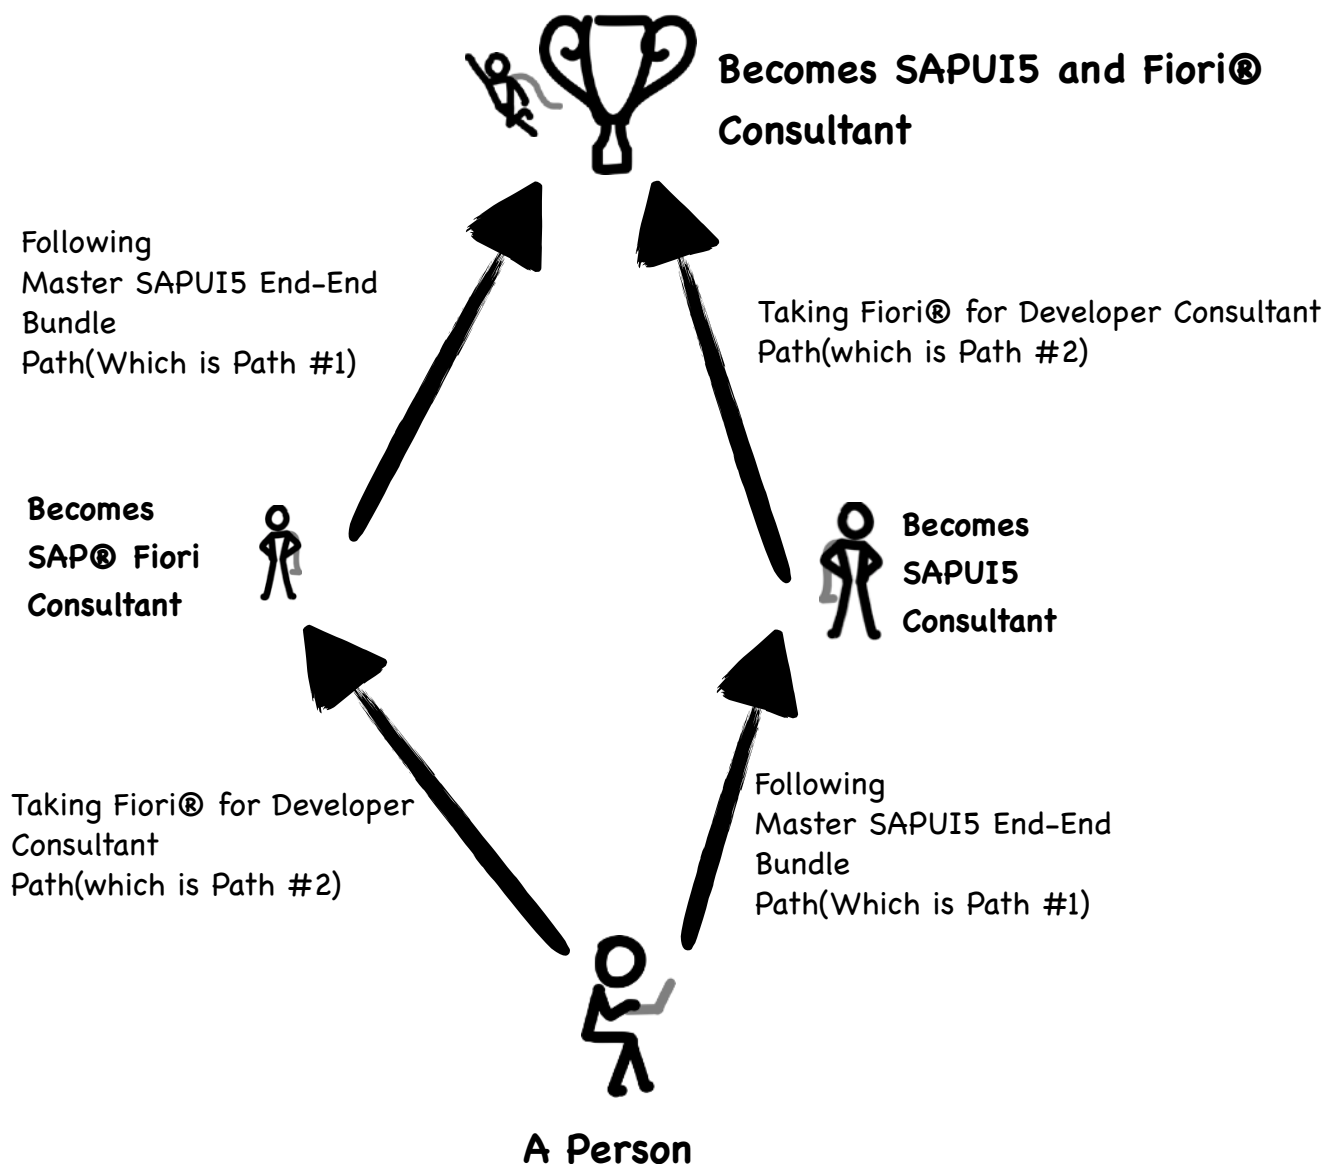 Becomes SAPUI5 and Fiori®
Consultant
Following
Master SAPUI5 End-End
Bundle
Path(Which is Path #1)
Taking Fiori® for Developer Consultant
Path(which is Path #2)
Becomes
SAP® Fiori
Consultant
Becomes
SAPUI5
Consultant
Taking Fiori® for Developer
Consultant
Path(which is Path #2)
Following
Master SAPUI5 End-End
Bundle
Path(Which is Path #1)
A Person